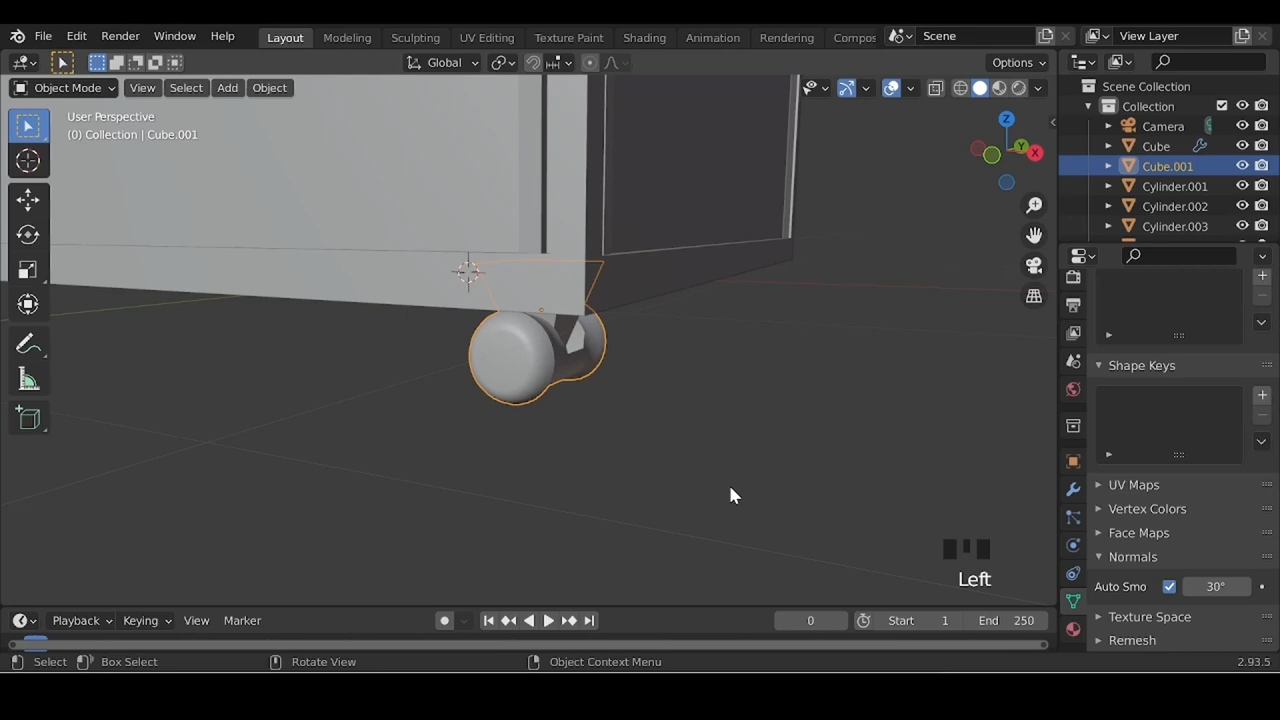 File Edit Render Window Help Layout Modeling Sculpting UV Editing Texture Paint Shading Animation Rendering Compos Scene View Layer
Global Options
Object Mode View Select Add Object
User Perspective
(0) Collection | Cube.001
Z
Y
X
Scene Collection
Collection
Camera
Cube
Cube.001
Cylinder.001
Cylinder.002
Cylinder.003
Shape Keys
UV Maps
Vertex Colors
Face Maps
Normals
Auto Smo 30°
Texture Space
Remesh
Left
Playback Keying View Marker 0 Start 1 End 250
Select Box Select Rotate View Object Context Menu 2.93.5